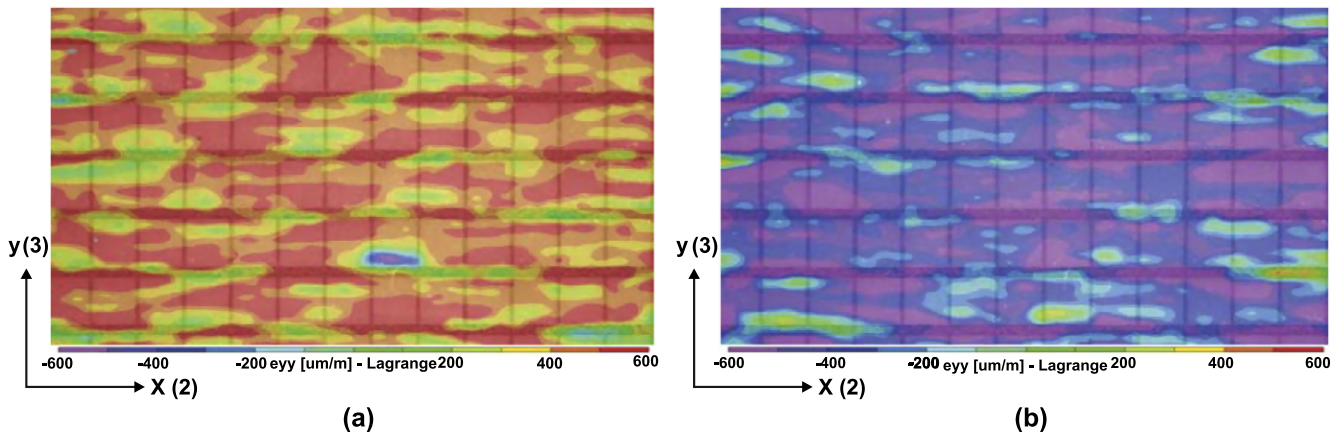 y (3)
-600 -400 -200 eyy [um/m] - Lagrange 200 400 600
X (2)
(a)
y (3)
-600 -400 -200 eyy [um/m] - Lagrange 200 400 600
X (2)
(b)